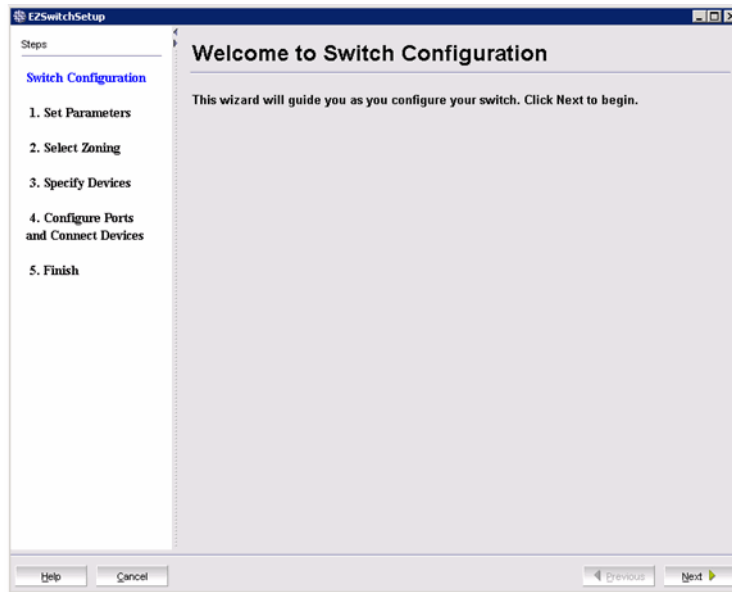 EZSwitchSetup
Steps
Switch Configuration
1. Set Parameters
2. Select Zoning
3. Specify Devices
4. Configure Ports
and Connect Devices
5. Finish
Welcome to Switch Configuration
This wizard will guide you as you configure your switch. Click Next to begin.
Help
Cancel
Previous
Next